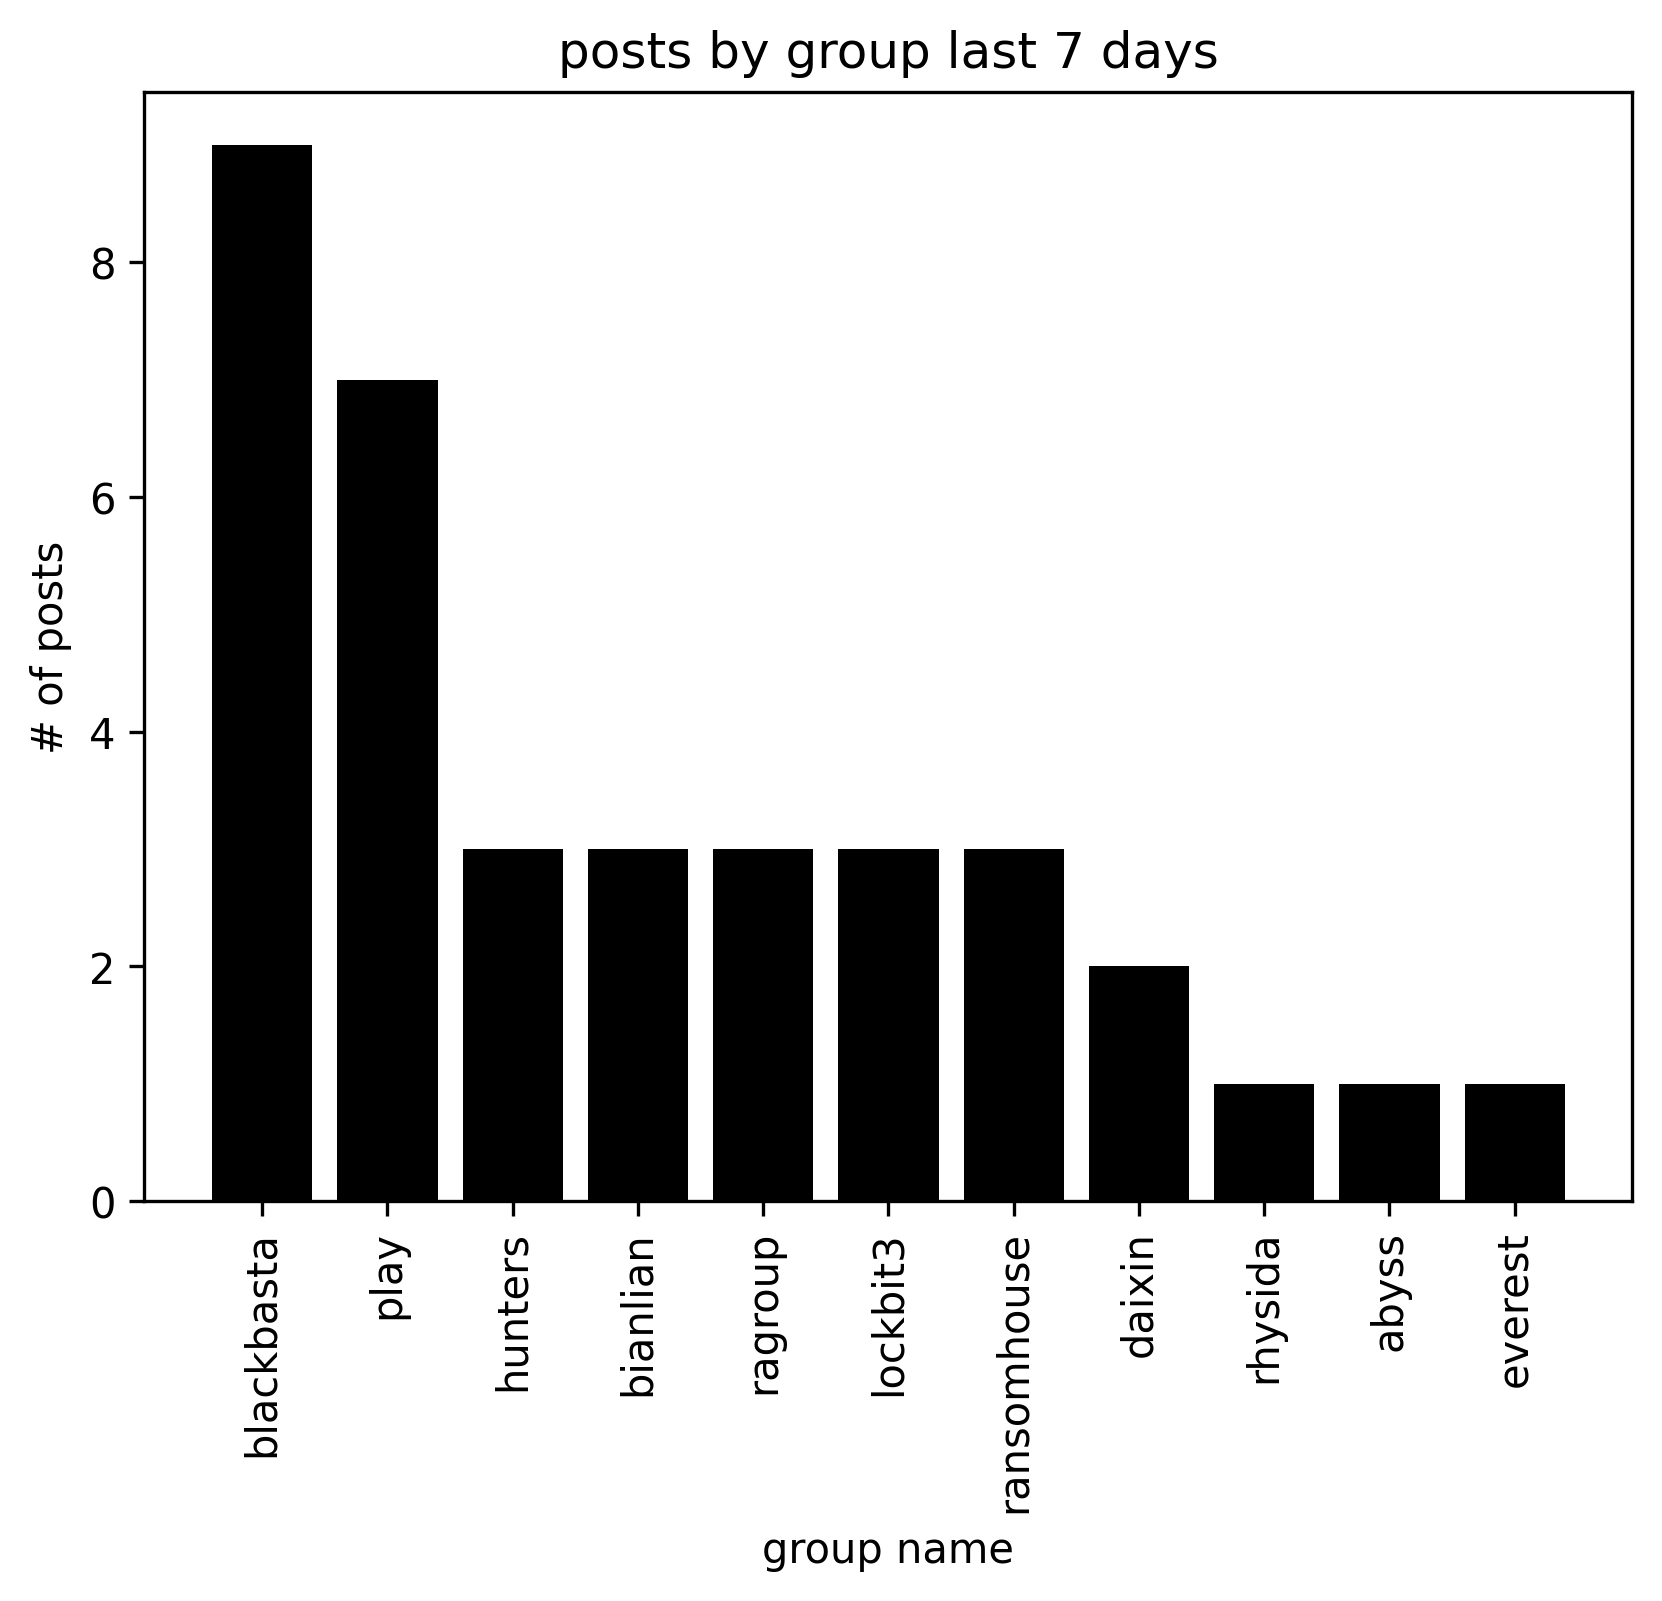 posts by group last 7 days
# of posts
8
6
4
2
0
blackbasta
play
hunters
bianlian
ragroup
lockbit3
ransomhouse
daixin
rhysida
abyss
everest
group name